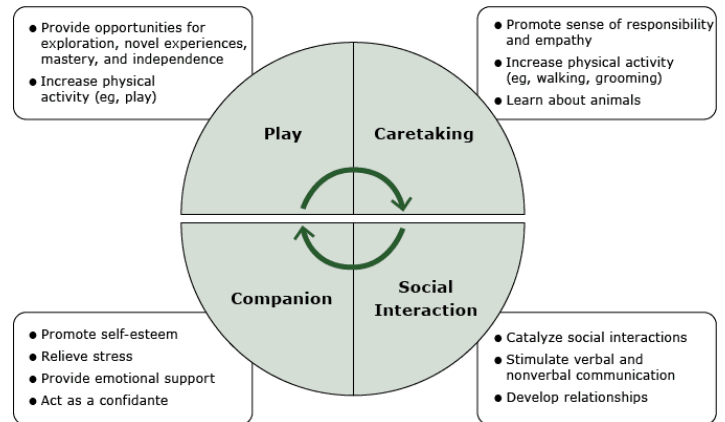 ● Provide opportunities for
exploration, novel experiences,
mastery, and independence
● Increase physical
activity (eg, play)
● Promote sense of responsibility
and empathy
● Increase physical activity
(eg, walking, grooming)
● Learn about animals
Play
Caretaking
Companion
Social
Interaction
● Promote self-esteem
● Relieve stress
● Provide emotional support
● Act as a confidante
● Catalyze social interactions
● Stimulate verbal and
nonverbal communication
● Develop relationships